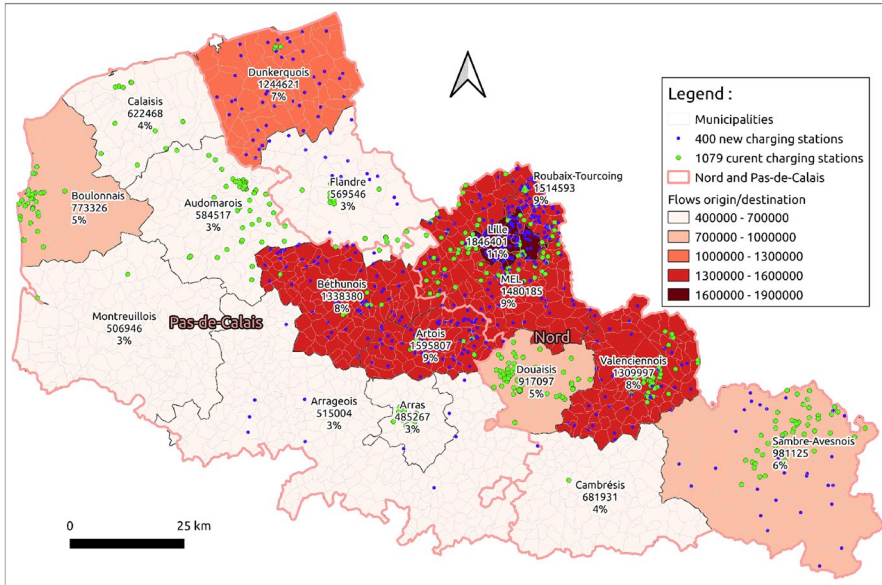 Dunkerquois
1244621
7%
Calaisis
622468
4%
Boulonnais
773326
5%
Audomarois
584517
3%
Flandre
569546
3%
Roubaix-Tourcoing
1514593
9%
Lille
1846401
11%
MEL
1480185
9%
Béthunois
1338380
8%
Montreuillois
506946
3%
Pas-de-Calais
Artois
1595807
9%
Nord
Douaisis
917097
5%
Valenciennois
1309997
8%
Arrageois
515004
3%
Arras
485267
3%
Cambrésis
681931
4%
Sambre-Avesnois
981125
6%
Legend :
Municipalities
400 new charging stations
1079 curent charging stations
Nord and Pas-de-Calais
Flows origin/destination
400000 - 700000
700000 - 1000000
1000000 - 1300000
1300000 - 1600000
1600000 - 1900000
0 25 km